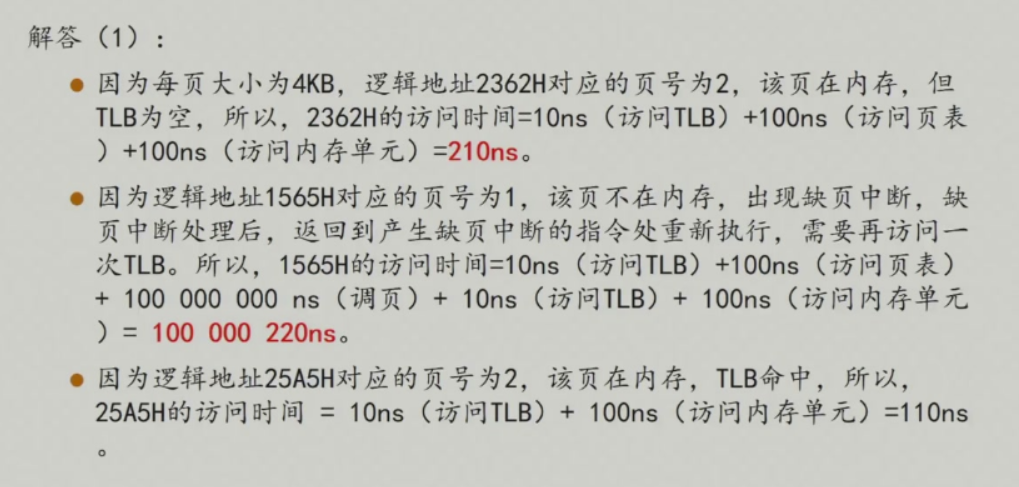 解答（1）：
● 因为每页大小为4KB，逻辑地址2362H对应的页号为2，该页在内存，但
TLB为空，所以，2362H的访问时间=10ns（访问TLB）+100ns（访问页表
）+100ns（访问内存单元）=210ns。
● 因为逻辑地址1565H对应的页号为1，该页不在内存，出现缺页中断，缺
页中断处理后，返回到产生缺页中断的指令处重新执行，需要再访问一
次TLB。所以，1565H的访问时间=10ns（访问TLB）+100ns（访问页表）
+ 100 000 000 ns（调页）+ 10ns（访问TLB）+ 100ns（访问内存单元
）= 100 000 220ns。
● 因为逻辑地址25A5H对应的页号为2，该页在内存，TLB命中，所以，
25A5H的访问时间 = 10ns（访问TLB）+ 100ns（访问内存单元）=110ns
。